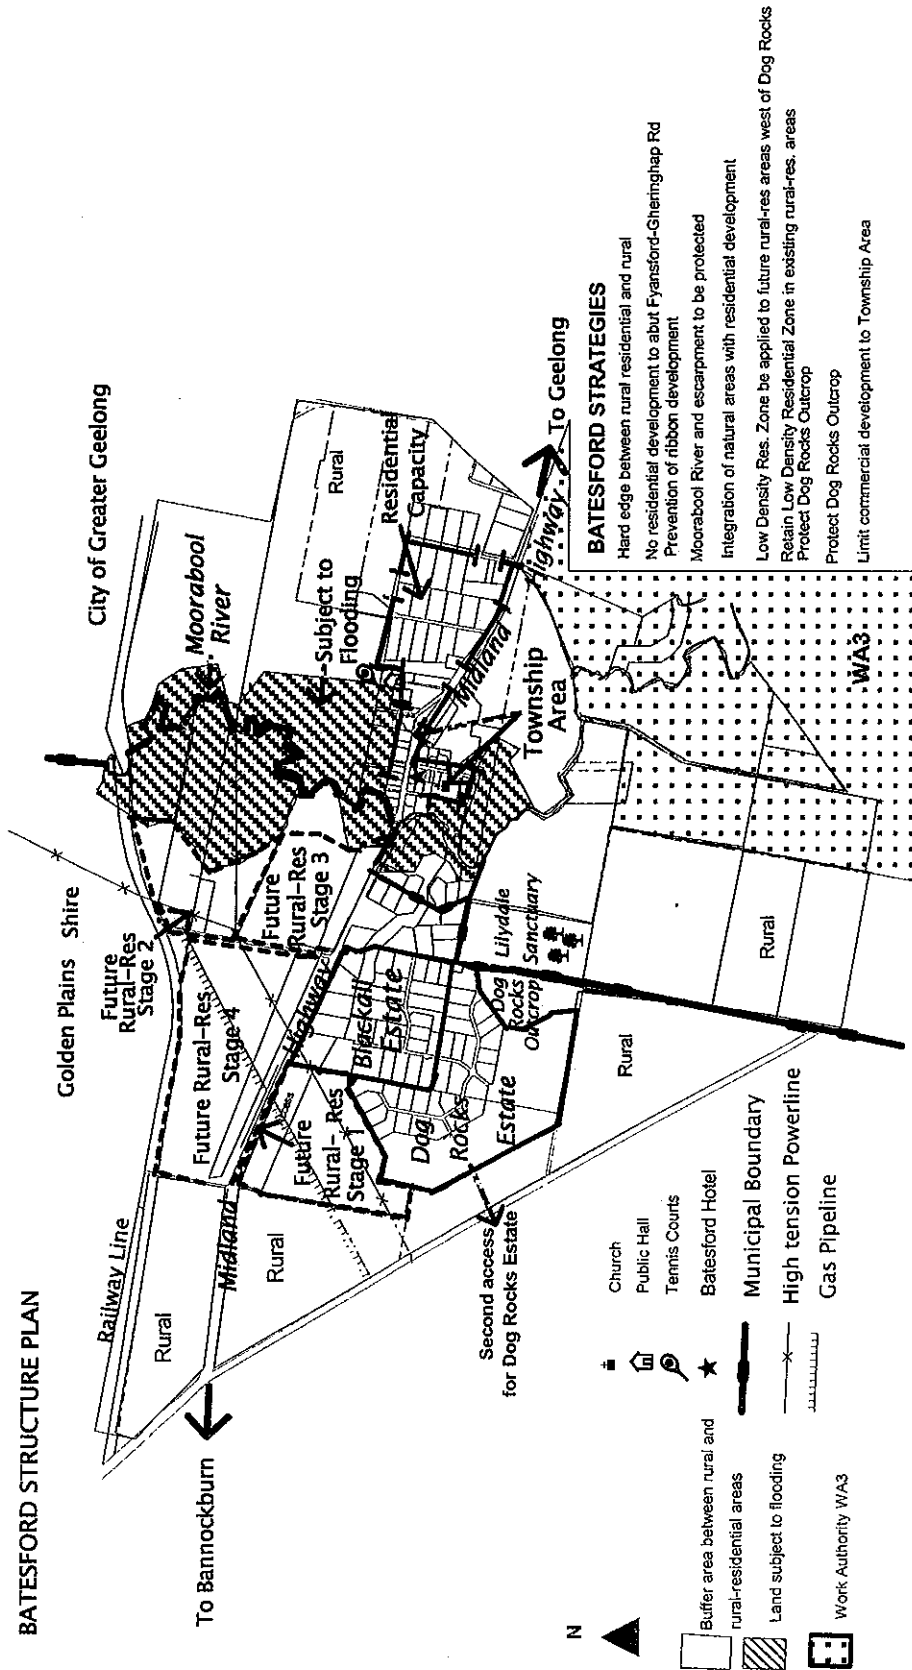 BATESFORD STRUCTURE PLAN
City of Greater Geelong
Golden Plains Shire
Railway Line
Moorabool
River
Rural
Future
Rural-Res
Stage 2
Subject to
Flooding
Residential
Capacity
Future Rural-Res
Stage 4
Future
Rural-Res
Stage 3
Rural
Midland
Highway
Midland
Highway
To Geelong
To Bannockburn
Rural
Access
Future
Rural- Res
Stage 1
Blackall
Estate
Township
Area
Dog
Rocks
Estate
Dog
Rocks
Outcrop
Lilydale
Sanctuary
WA3
Second access
for Dog Rocks Estate
Rural
Rural
BATESFORD STRATEGIES
Hard edge between rural residential and rural
No residential development to abut Fyansford-Gheringhap Rd
Prevention of ribbon development
Moorabool River and escarpment to be protected
Integration of natural areas with residential development
Low Density Res. Zone be applied to future rural-res areas west of Dog Rocks
Retain Low Density Residential Zone in existing rural-res. areas
Protect Dog Rocks Outcrop
Protect Dog Rocks Outcrop
Limit commercial development to Township Area
N
Buffer area between rural and
rural-residential areas
Land subject to flooding
Work Authority WA3
Church
Public Hall
Tennis Courts
Batesford Hotel
Municipal Boundary
High tension Powerline
Gas Pipeline